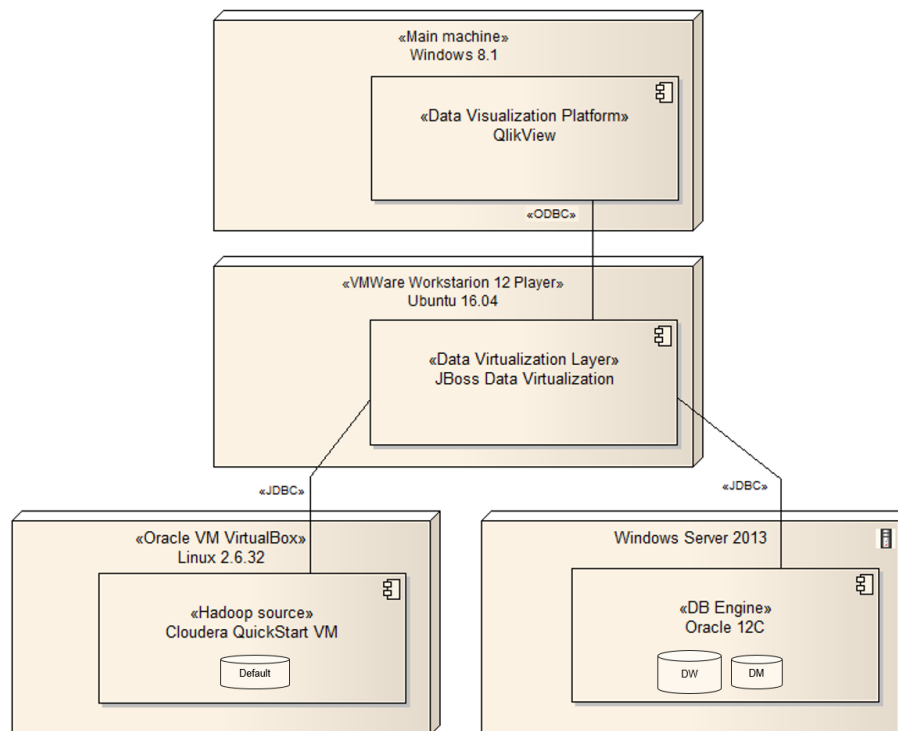 «Main machine»
Windows 8.1
«Data Visualization Platform»
QlikView
«ODBC»
«VMWare Workstarion 12 Player»
Ubuntu 16.04
«Data Virtualization Layer»
JBoss Data Virtualization
«JDBC»
«JDBC»
«Oracle VM VirtualBox»
Linux 2.6.32
«Hadoop source»
Cloudera QuickStart VM
Default
Windows Server 2013
«DB Engine»
Oracle 12C
DW
DM